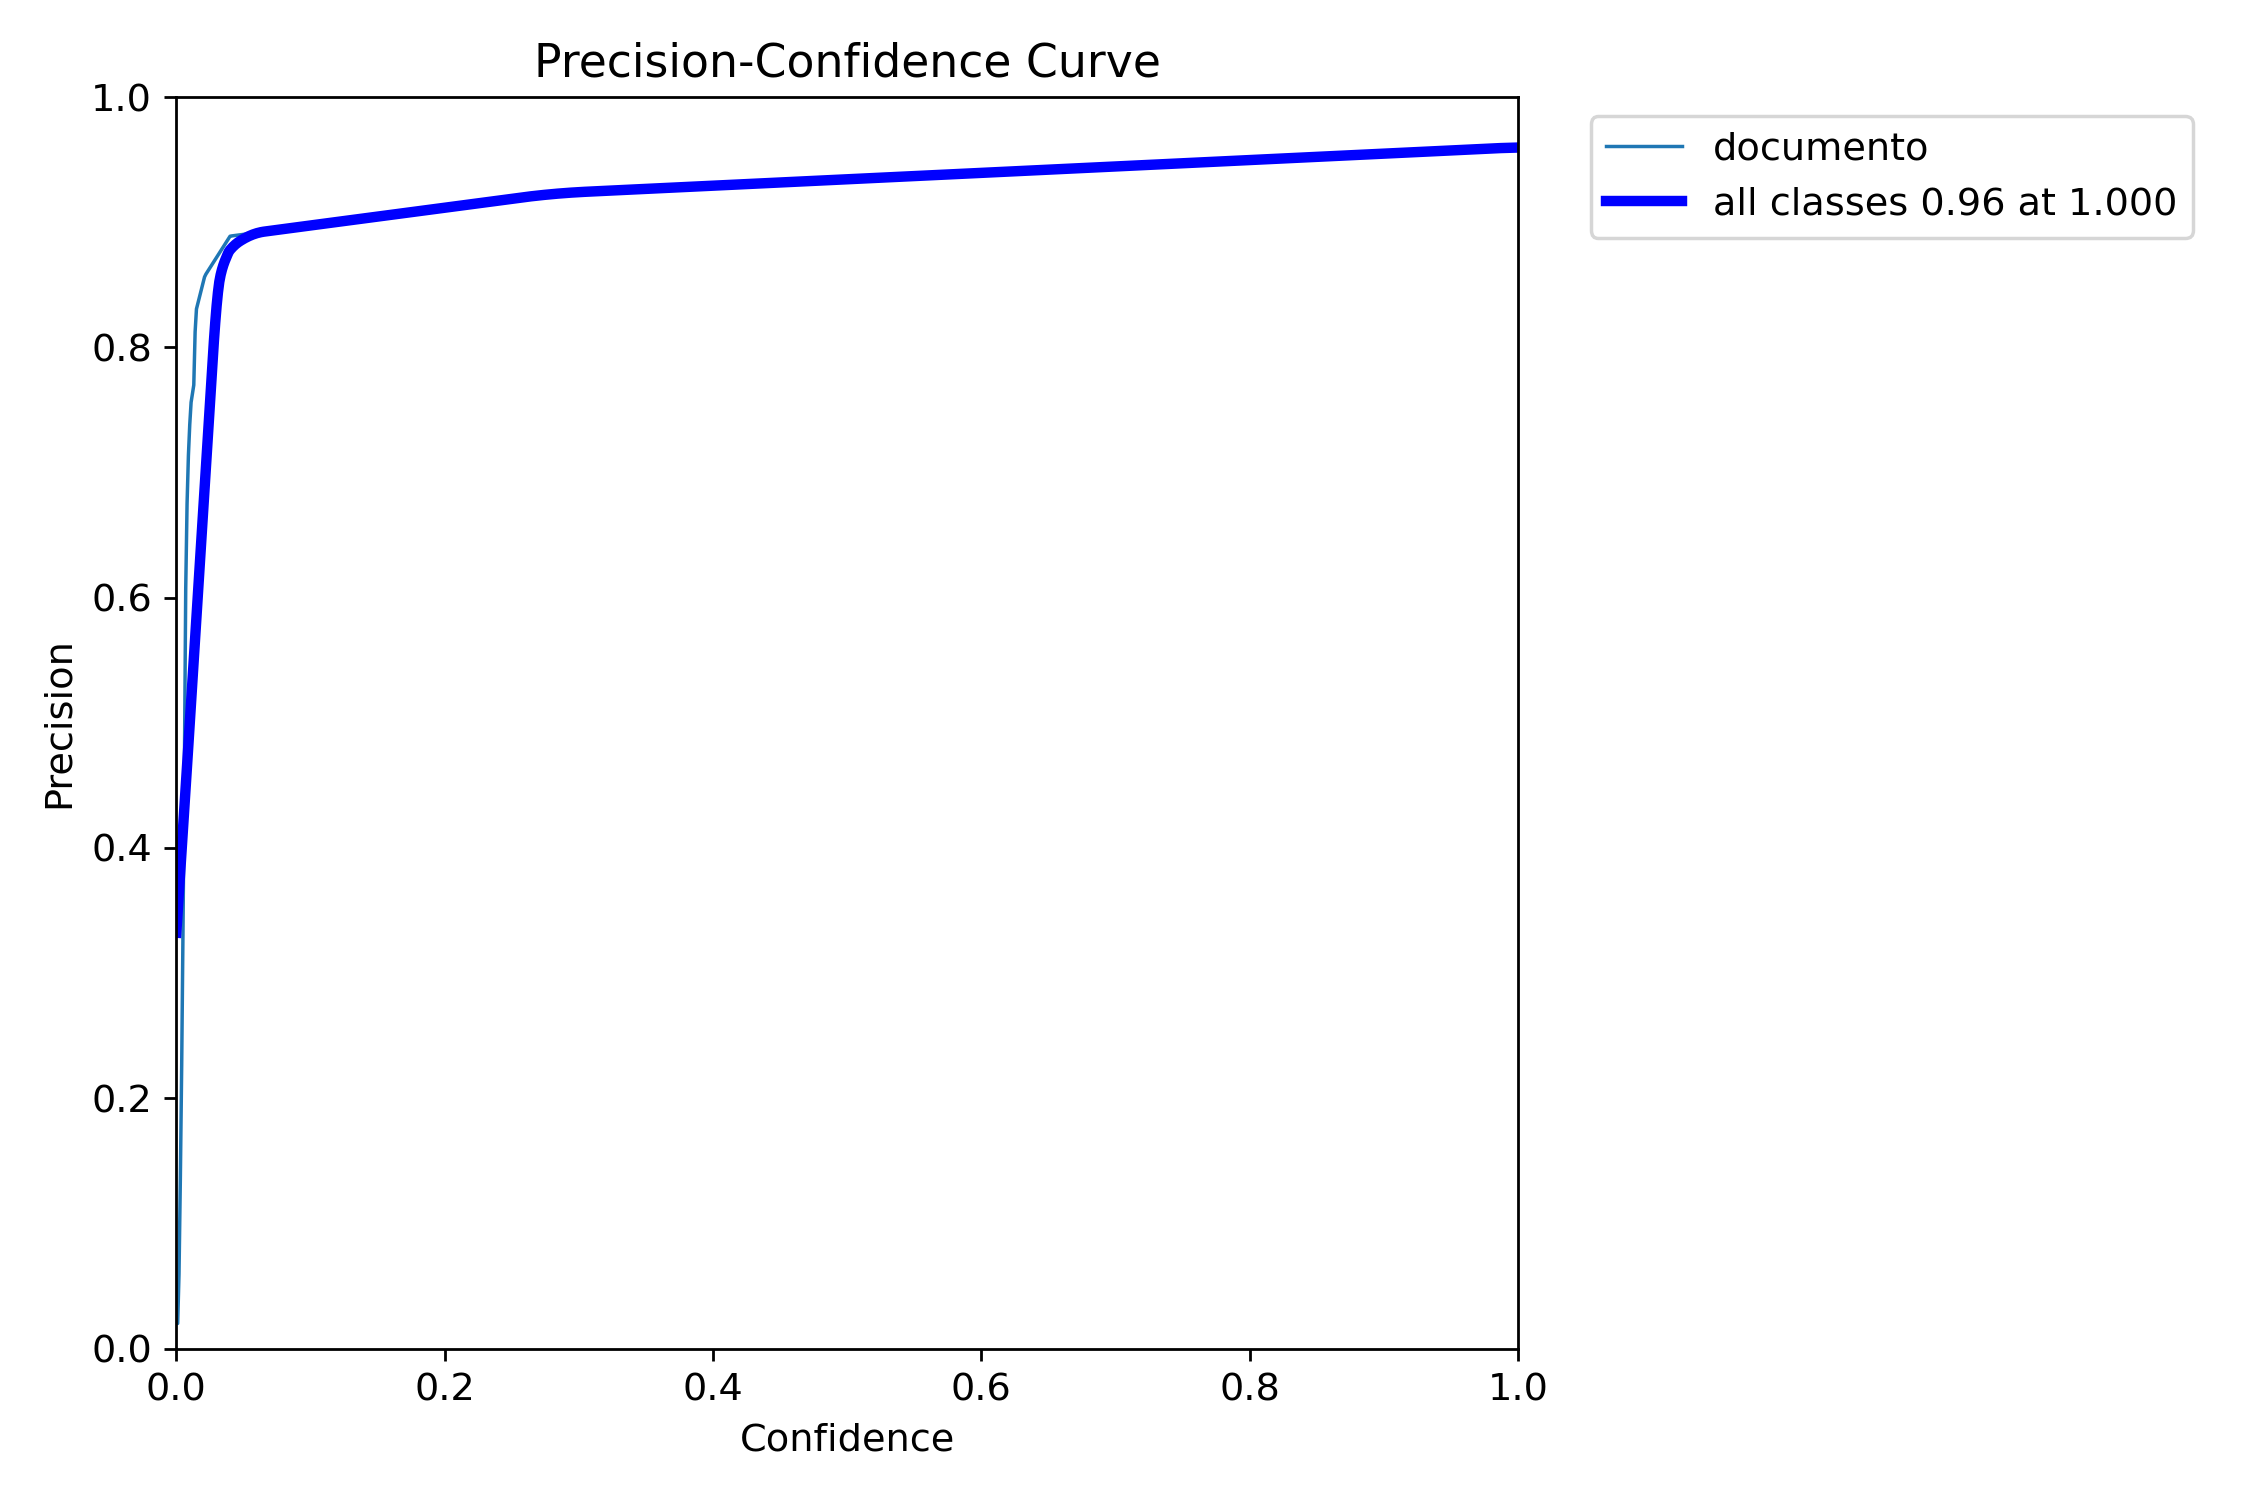 Precision-Confidence Curve
1.0
0.8
0.6
0.4
0.2
0.0
Precision
0.0 0.2 0.4 0.6 0.8 1.0
Confidence
documento
all classes 0.96 at 1.000